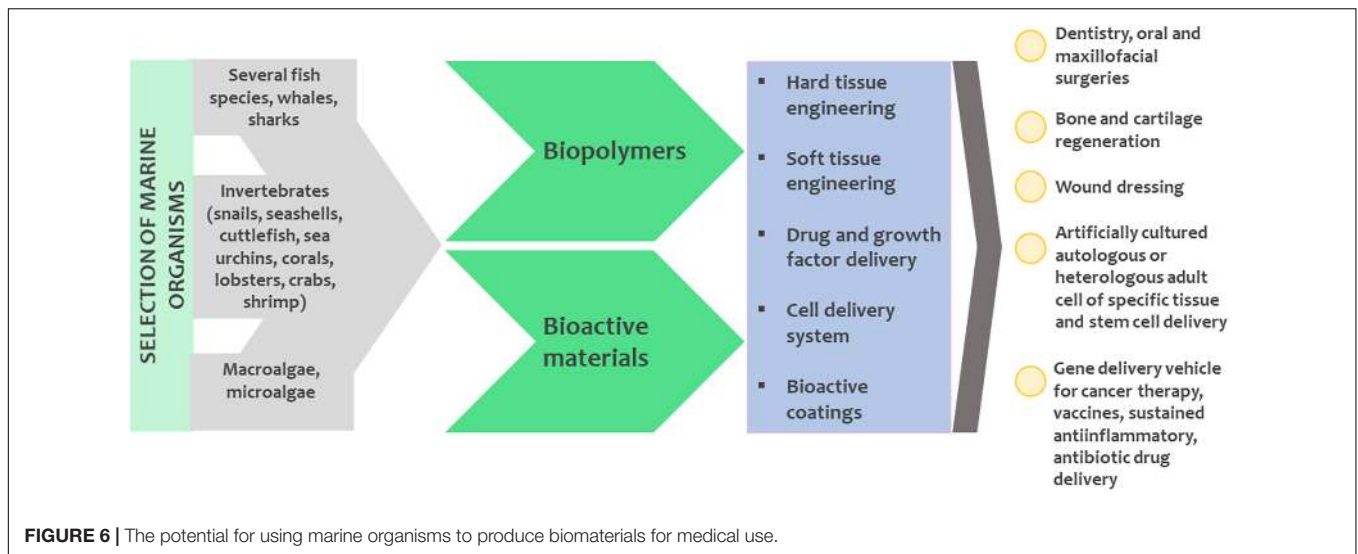 SELECTION OF MARINE
ORGANISMS
Several fish
species, whales,
sharks
Invertebrates
(snails, seashells,
cuttlefish, sea
urchins, corals,
lobsters, crabs,
shrimp)
Macroalgae,
microalgae
Biopolymers
Bioactive
materials
▪ Hard tissue
engineering
▪ Soft tissue
engineering
▪ Drug and growth
factor delivery
▪ Cell delivery
system
▪ Bioactive
coatings
Dentistry, oral and
maxillofacial
surgeries
Bone and cartilage
regeneration
Wound dressing
Artificially cultured
autologous or
heterologous adult
cell of specific tissue
and stem cell delivery
Gene delivery vehicle
for cancer therapy,
vaccines, sustained
antiinflammatory,
antibiotic drug
delivery
FIGURE 6 | The potential for using marine organisms to produce biomaterials for medical use.